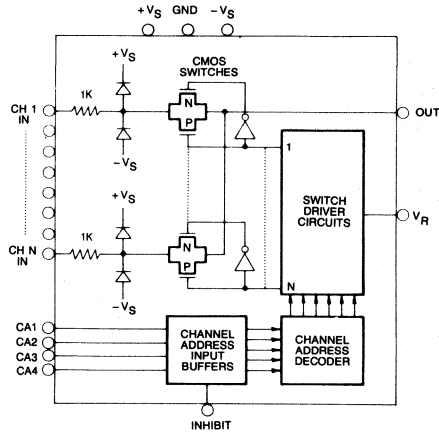 +VS GND -VS
+VS
CMOS
SWITCHES
CH 1
IN
1K
N
P
OUT
-VS
1
SWITCH
DRIVER
CIRCUITS
VR
+VS
1K
CH N
IN
N
P
N
-VS
CA1
CA2
CA3
CA4
CHANNEL
ADDRESS
INPUT
BUFFERS
CHANNEL
ADDRESS
DECODER
INHIBIT